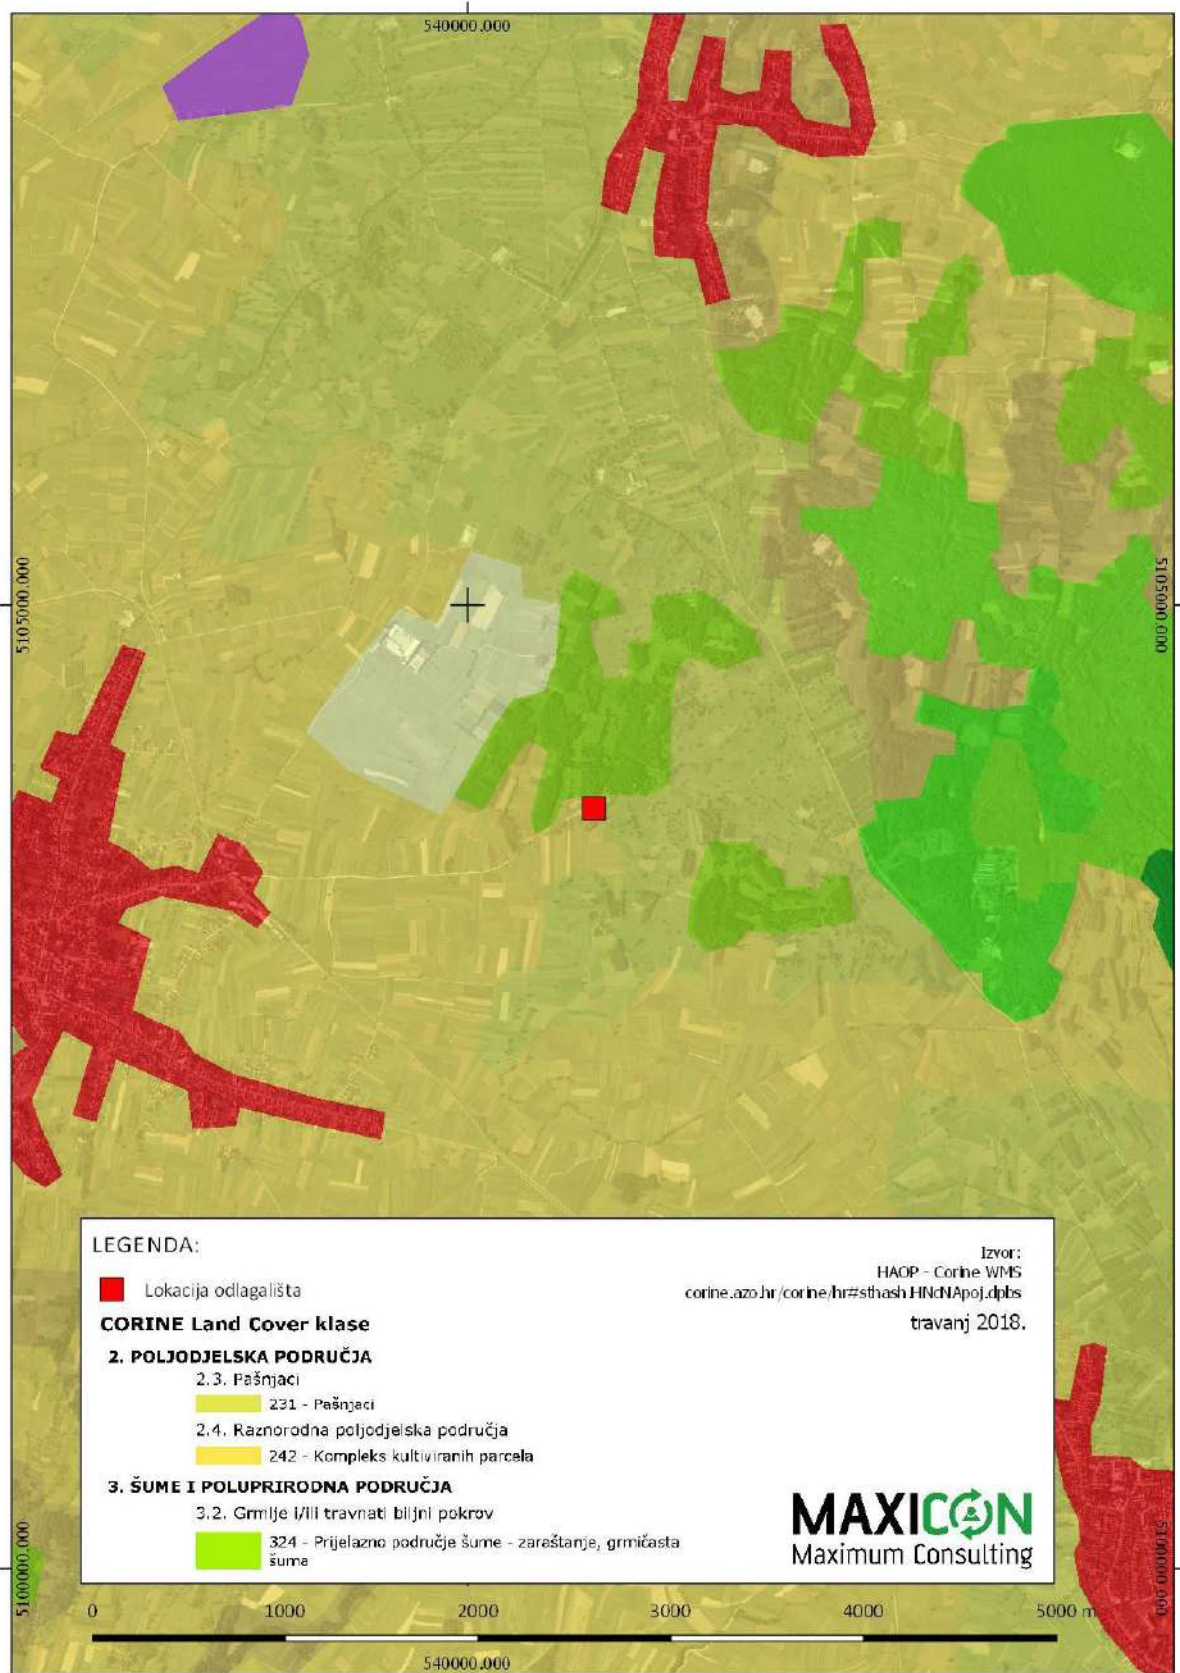 540000.000
5105000.000
5105000.000
LEGENDA:
Lokacija odlagališta
CORINE Land Cover klase
2. POLJODJELSKA PODRUČJA
2.3. Pašnjaci
231 - Pašnjaci
2.4. Raznorodna poljodjelska područja
242 - Kompleks kultiviranih parcela
3. ŠUME I POLUPRIRODNA PODRUČJA
3.2. Grmlje i/ili travnati biljni pokrov
324 - Prijelazno područje šume - zaraštanje, grmičasta
šuma
Izvor:
HAOP - Corine WMS
corine.azo.hr/corine/hr#sthash.HNcNApoj.dpbs
travanj 2018.
MAXICON
Maximum Consulting
5100000.000
5100000.000
0 1000 2000 3000 4000 5000 m
540000.000